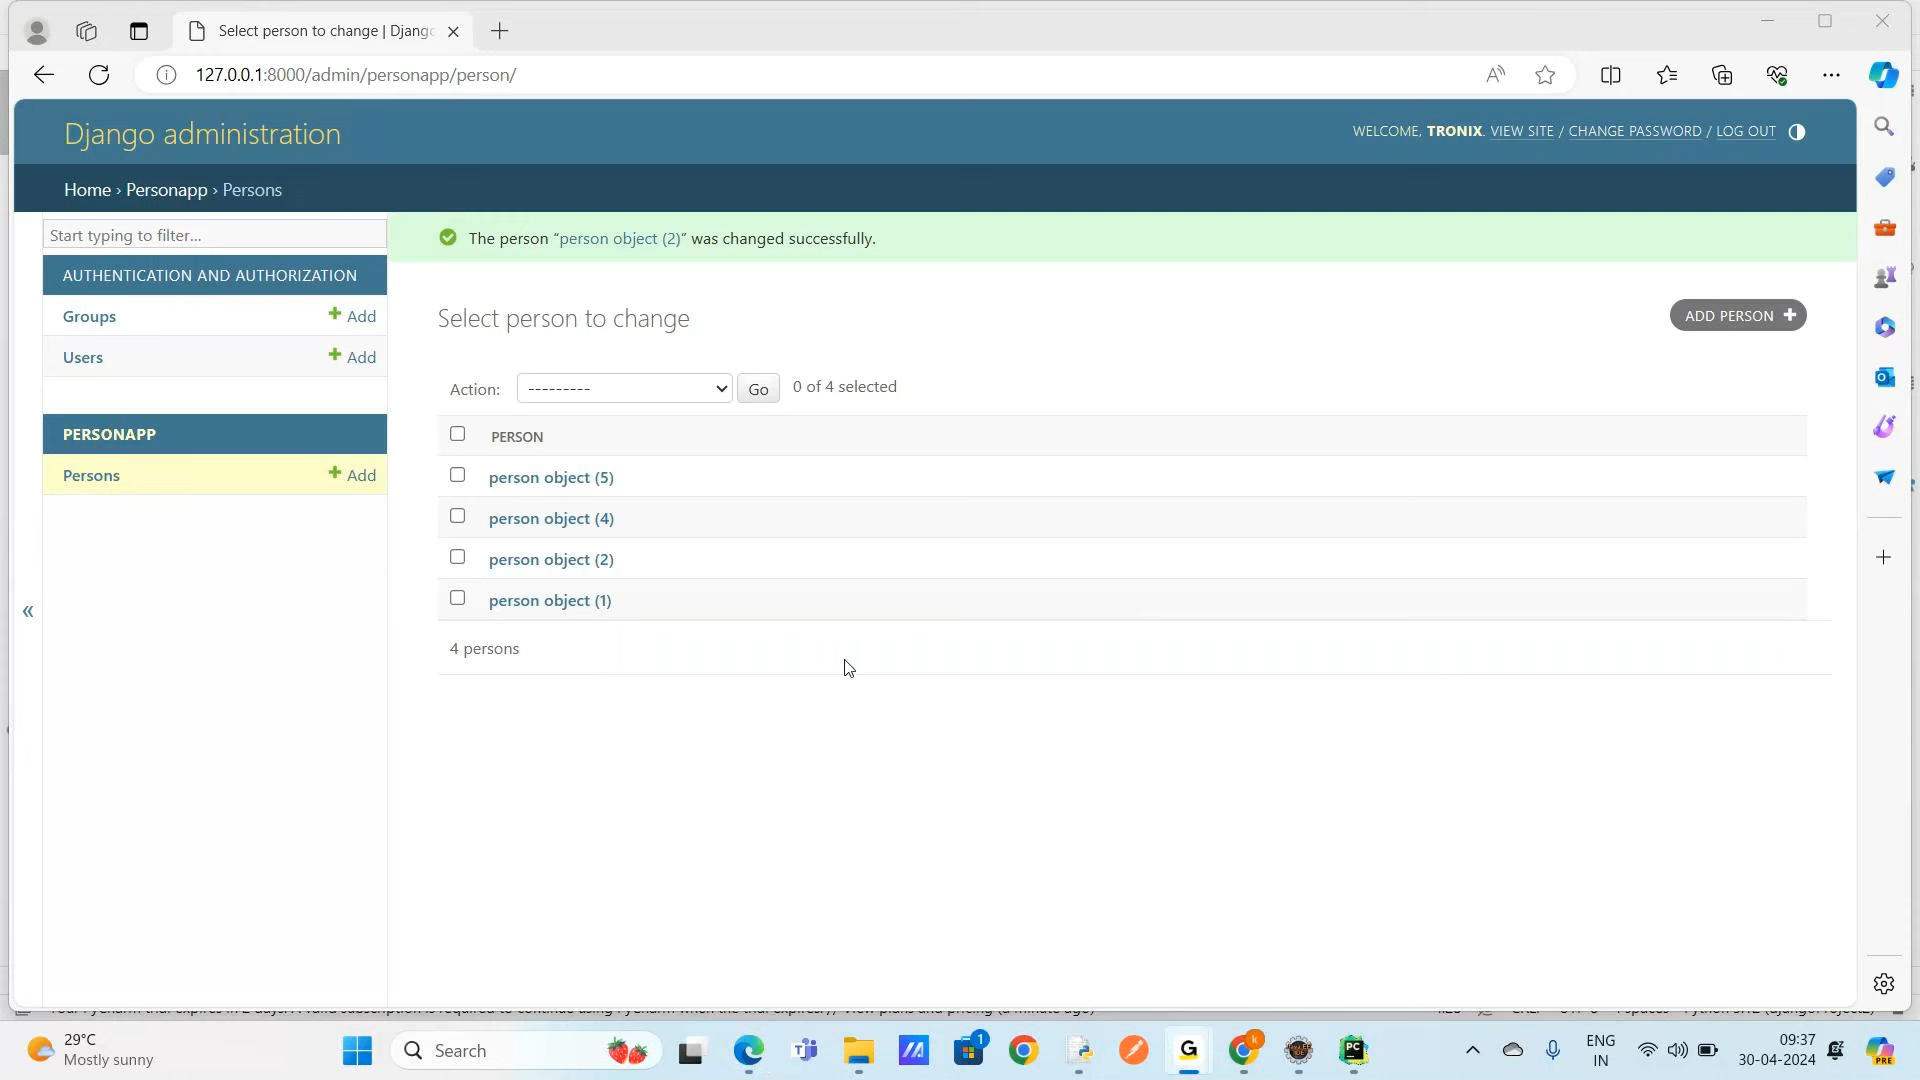 Select person to change | Djang
127.0.0.1:8000/admin/personapp/person/
Django administration
WELCOME, TRONIX. VIEW SITE / CHANGE PASSWORD / LOG OUT
Home › Personapp › Persons
Start typing to filter...
The person “person object (2)” was changed successfully.
AUTHENTICATION AND AUTHORIZATION
Groups Add
Users Add
PERSONAPP
Persons Add
Select person to change
ADD PERSON
Action: --------- Go 0 of 4 selected
PERSON
person object (5)
person object (4)
person object (2)
person object (1)
4 persons
29°C
Mostly sunny
Search
1
k
PC
ENG
IN
09:37
30-04-2024
PRE